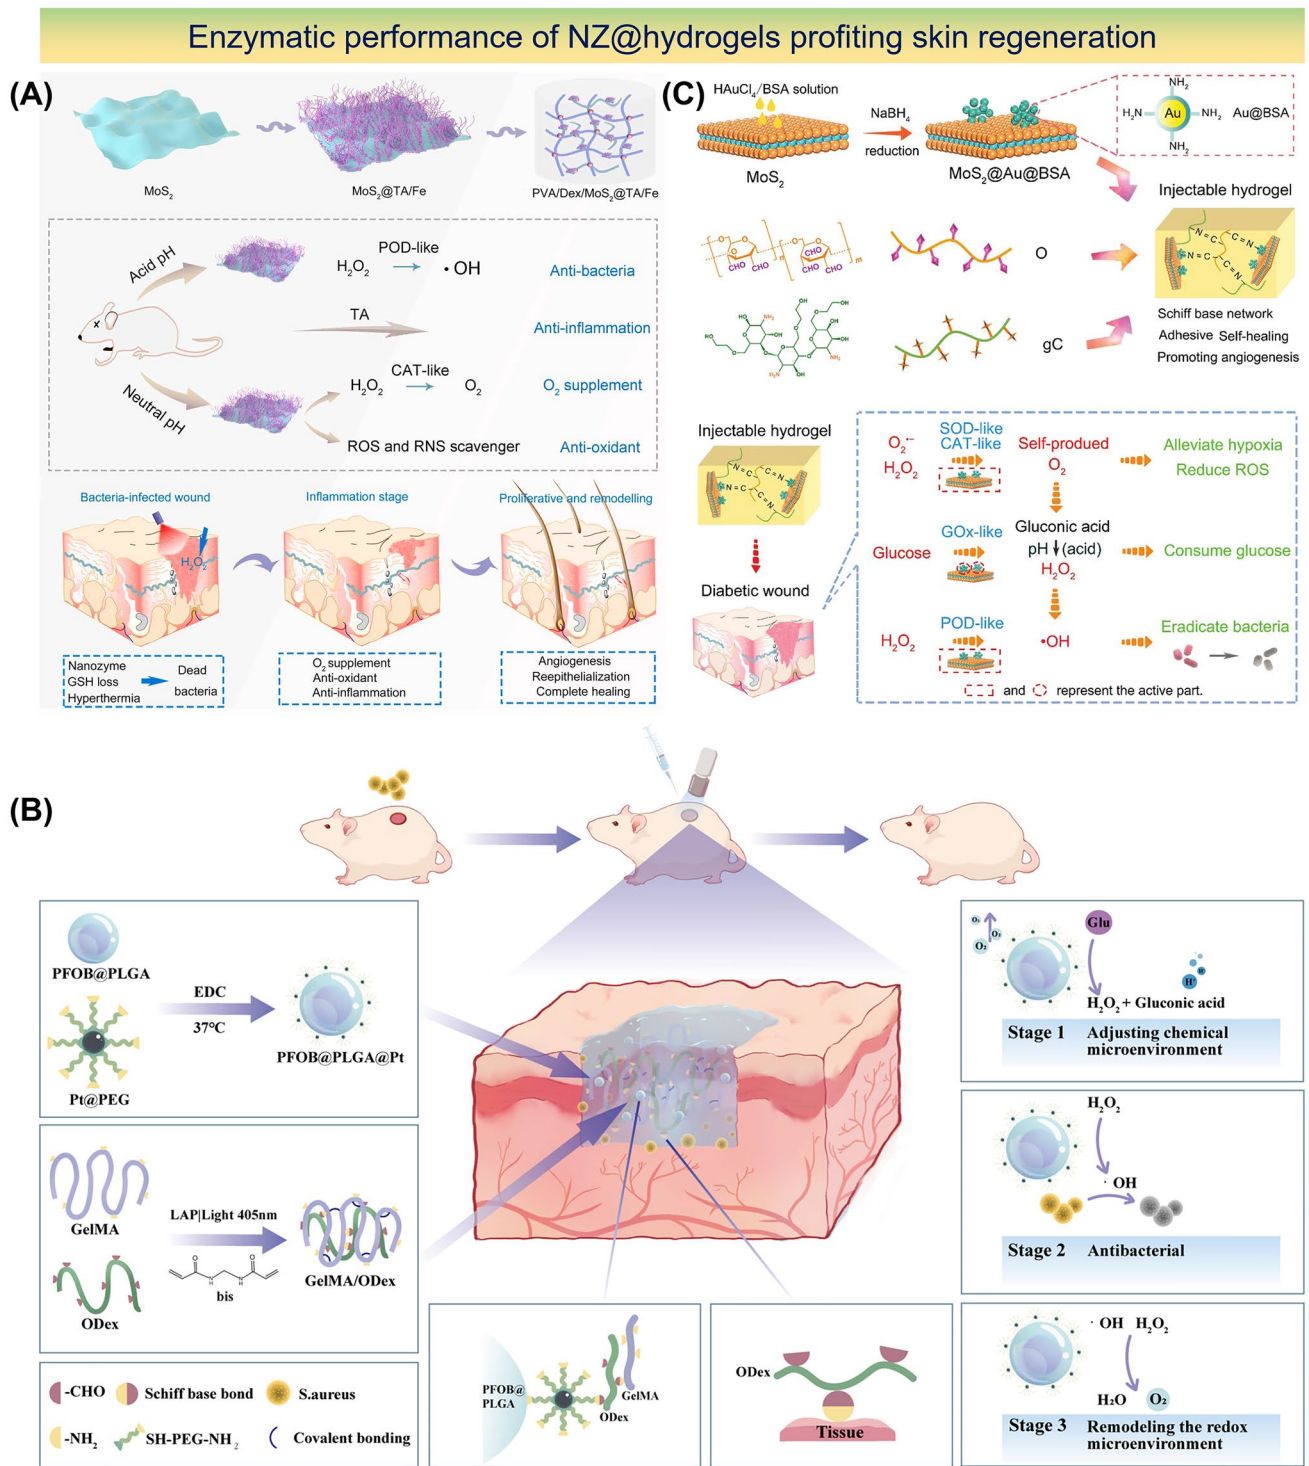 Enzymatic performance of NZ@hydrogels profiting skin regeneration
(A)
MoS2
MoS2@TA/Fe
PVA/Dex/MoS2@TA/Fe
Acid pH
POD-like
H2O2
• OH
Anti-bacteria
TA
Anti-inflammation
Neutral pH
CAT-like
H2O2
O2
O2 supplement
ROS and RNS scavenger
Anti-oxidant
Bacteria-infected wound
Inflammation stage
Proliferative and remodelling
H2O2
Nanozyme
GSH loss
Hyperthermia
Dead
bacteria
O2 supplement
Anti-oxidant
Anti-inflammation
Angiogenesis
Reepithelialization
Complete healing
(C)
HAuCl4/BSA solution
MoS2
NaBH4
reduction
MoS2@Au@BSA
NH2
H2N
Au
NH2
NH2
Au@BSA
Injectable hydrogel
O
gC
Schiff base network
Adhesive Self-healing
Promoting angiogenesis
Injectable hydrogel
Diabetic wound
O2•−
H2O2
SOD-like
CAT-like
Self-produed
O2
Alleviate hypoxia
Reduce ROS
Glucose
GOx-like
Gluconic acid
pH (acid)
H2O2
Consume glucose
H2O2
POD-like
•OH
Eradicate bacteria
and represent the active part.
(B)
PFOB@PLGA
Pt@PEG
EDC
37°C
PFOB@PLGA@Pt
GelMA
ODex
LAP|Light 405nm
bis
GelMA/ODex
-CHO
Schiff base bond
S.aureus
-NH2
SH-PEG-NH2
Covalent bonding
PFOB@
PLGA
GelMA
ODex
ODex
Tissue
O2
O2
O2
Glu
H+
H+
H2O2 + Gluconic acid
Stage 1 Adjusting chemical
microenvironment
H2O2
· OH
Stage 2 Antibacterial
· OH H2O2
H2O O2
Stage 3 Remodeling the redox
microenvironment